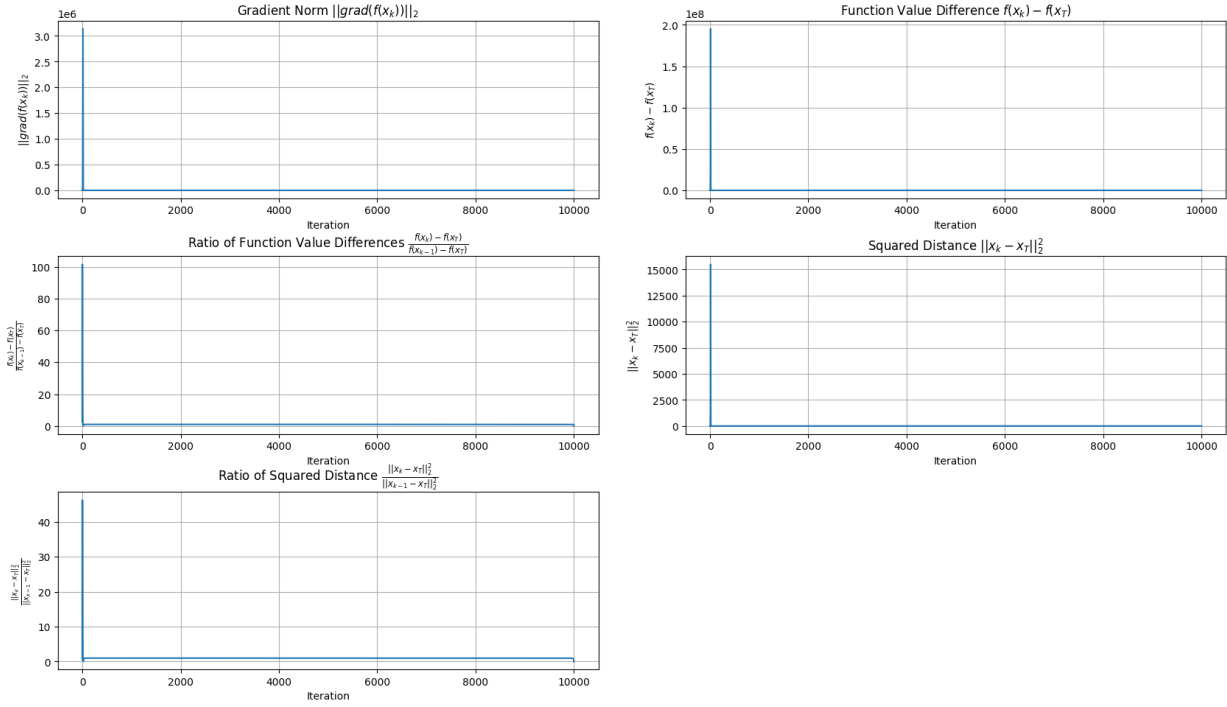 Gradient Norm ||grad(f(x_k))||_2
1e6
3.0
2.5
2.0
1.5
1.0
0.5
0.0
||grad(f(x_k))||_2
0 2000 4000 6000 8000 10000
Iteration
Function Value Difference f(x_k) − f(x_T)
1e8
2.0
1.5
1.0
0.5
0.0
f(x_k) − f(x_T)
0 2000 4000 6000 8000 10000
Iteration
Ratio of Function Value Differences \frac{f(x_k) − f(x_T)}{f(x_{k−1}) − f(x_T)}
100
80
60
40
20
0
\frac{f(x_k) − f(x_T)}{f(x_{k−1}) − f(x_T)}
0 2000 4000 6000 8000 10000
Iteration
Squared Distance ||x_k − x_T||_2^2
15000
12500
10000
7500
5000
2500
0
||x_k − x_T||_2^2
0 2000 4000 6000 8000 10000
Iteration
Ratio of Squared Distance \frac{||x_k − x_T||_2^2}{||x_{k−1} − x_T||_2^2}
40
30
20
10
0
\frac{||x_k − x_T||_2^2}{||x_{k−1} − x_T||_2^2}
0 2000 4000 6000 8000 10000
Iteration